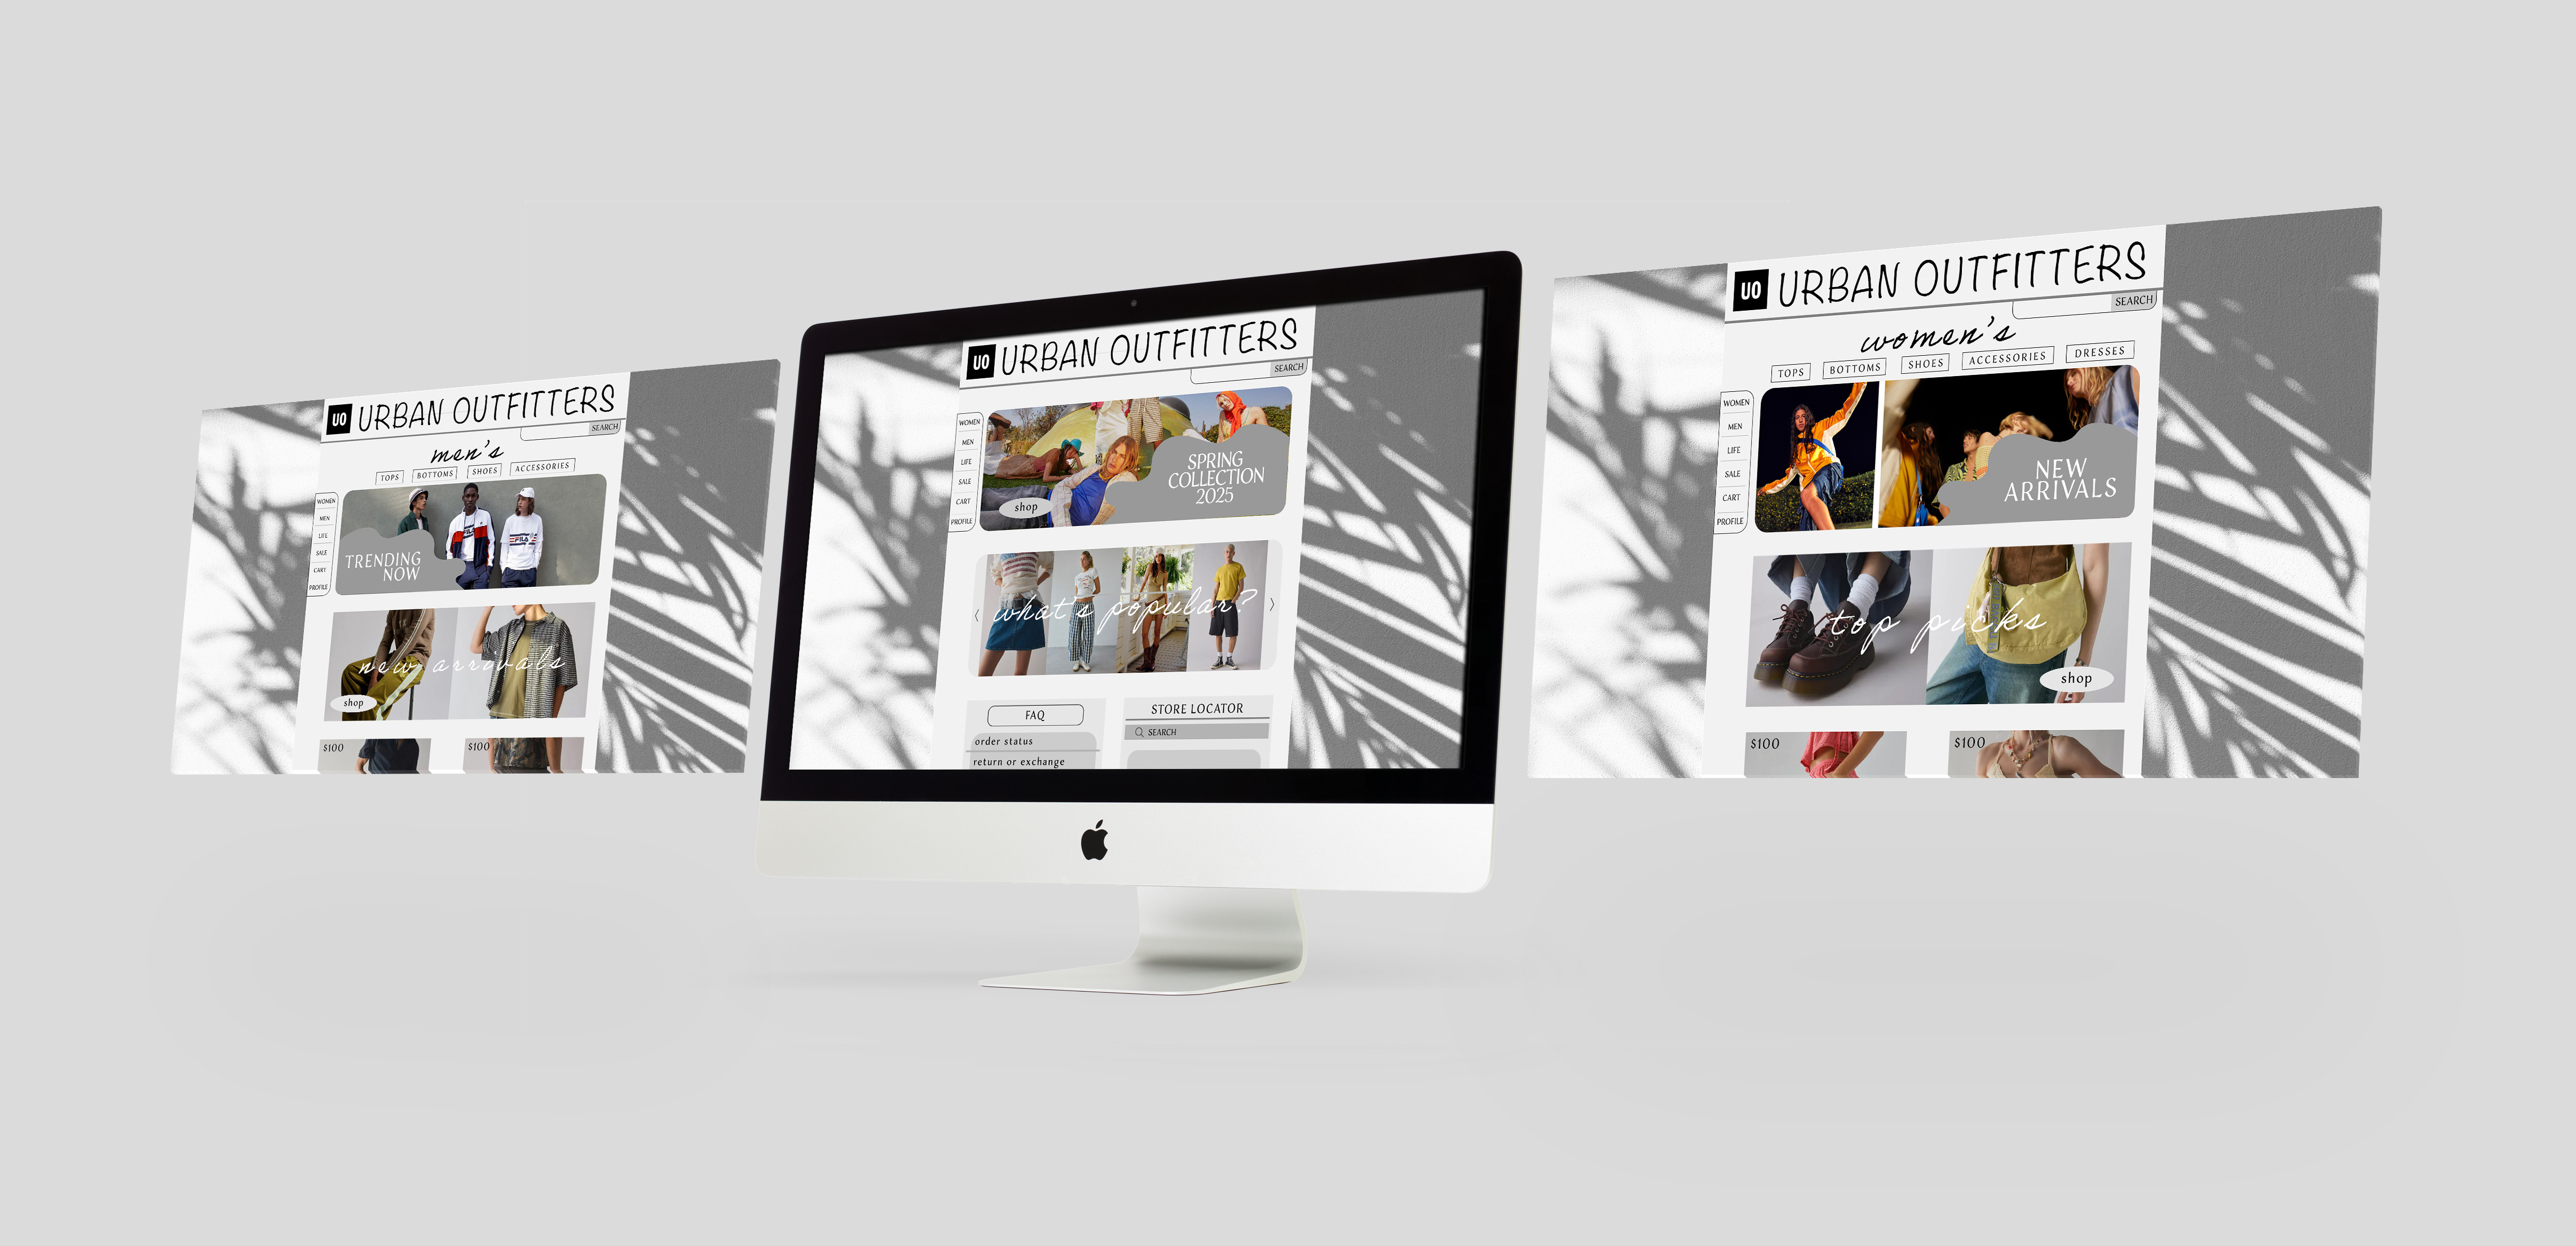 UO URBAN OUTFITTERS
SEARCH
men's
TOPS BOTTOMS SHOES ACCESSORIES
WOMEN
MEN
LIFE
SALE
CART
PROFILE
FILA
FILA
TRENDING
NOW
new arrivals
shop
$100 $100
UO URBAN OUTFITTERS
SEARCH
WOMEN
MEN
LIFE
SALE
CART
PROFILE
SPRING
COLLECTION
2025
shop
what's popular?
FAQ
order status
return or exchange
STORE LOCATOR
SEARCH
UO URBAN OUTFITTERS
SEARCH
women's
TOPS BOTTOMS SHOES ACCESSORIES DRESSES
WOMEN
MEN
LIFE
SALE
CART
PROFILE
NEW
ARRIVALS
top picks
shop
$100 $100